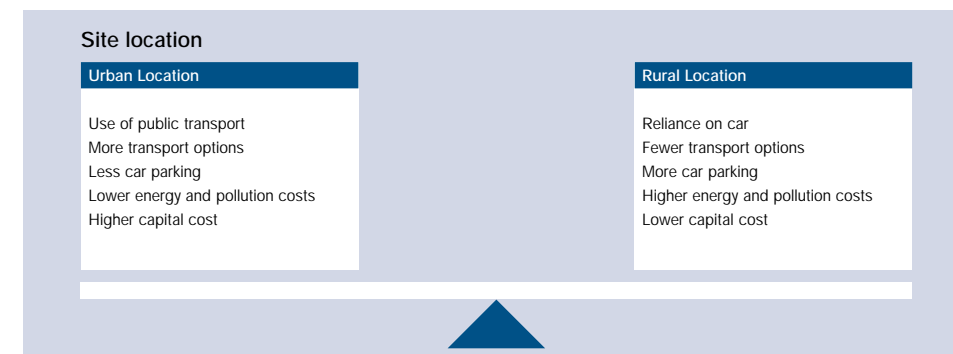 Site location
Urban Location
Use of public transport
More transport options
Less car parking
Lower energy and pollution costs
Higher capital cost
Rural Location
Reliance on car
Fewer transport options
More car parking
Higher energy and pollution costs
Lower capital cost